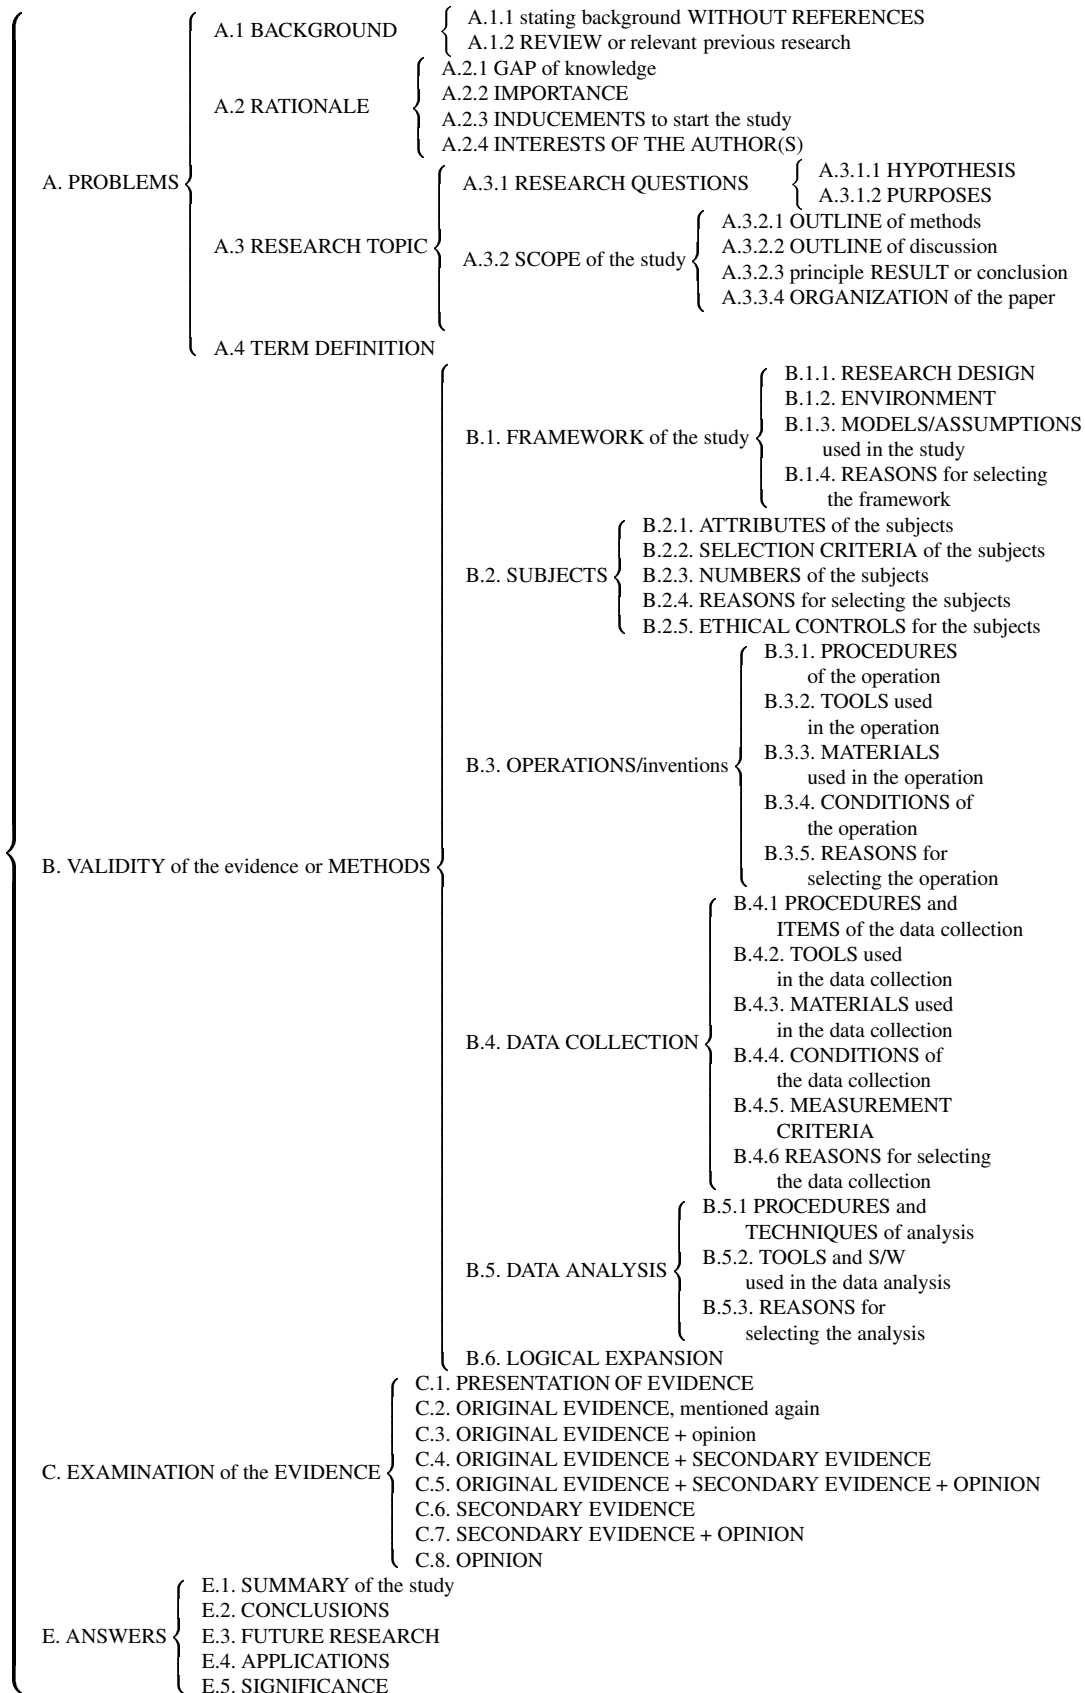 A. PROBLEMS
A.1 BACKGROUND
A.1.1 stating background WITHOUT REFERENCES
A.1.2 REVIEW or relevant previous research
A.2 RATIONALE
A.2.1 GAP of knowledge
A.2.2 IMPORTANCE
A.2.3 INDUCEMENTS to start the study
A.2.4 INTERESTS OF THE AUTHOR(S)
A.3 RESEARCH TOPIC
A.3.1 RESEARCH QUESTIONS
A.3.1.1 HYPOTHESIS
A.3.1.2 PURPOSES
A.3.2 SCOPE of the study
A.3.2.1 OUTLINE of methods
A.3.2.2 OUTLINE of discussion
A.3.2.3 principle RESULT or conclusion
A.3.3.4 ORGANIZATION of the paper
A.4 TERM DEFINITION
B. VALIDITY of the evidence or METHODS
B.1. FRAMEWORK of the study
B.1.1. RESEARCH DESIGN
B.1.2. ENVIRONMENT
B.1.3. MODELS/ASSUMPTIONS
used in the study
B.1.4. REASONS for selecting
the framework
B.2. SUBJECTS
B.2.1. ATTRIBUTES of the subjects
B.2.2. SELECTION CRITERIA of the subjects
B.2.3. NUMBERS of the subjects
B.2.4. REASONS for selecting the subjects
B.2.5. ETHICAL CONTROLS for the subjects
B.3. OPERATIONS/inventions
B.3.1. PROCEDURES
of the operation
B.3.2. TOOLS used
in the operation
B.3.3. MATERIALS
used in the operation
B.3.4. CONDITIONS of
the operation
B.3.5. REASONS for
selecting the operation
B.4. DATA COLLECTION
B.4.1 PROCEDURES and
ITEMS of the data collection
B.4.2. TOOLS used
in the data collection
B.4.3. MATERIALS used
in the data collection
B.4.4. CONDITIONS of
the data collection
B.4.5. MEASUREMENT
CRITERIA
B.4.6 REASONS for selecting
the data collection
B.5. DATA ANALYSIS
B.5.1 PROCEDURES and
TECHNIQUES of analysis
B.5.2. TOOLS and S/W
used in the data analysis
B.5.3. REASONS for
selecting the analysis
B.6. LOGICAL EXPANSION
C. EXAMINATION of the EVIDENCE
C.1. PRESENTATION OF EVIDENCE
C.2. ORIGINAL EVIDENCE, mentioned again
C.3. ORIGINAL EVIDENCE + opinion
C.4. ORIGINAL EVIDENCE + SECONDARY EVIDENCE
C.5. ORIGINAL EVIDENCE + SECONDARY EVIDENCE + OPINION
C.6. SECONDARY EVIDENCE
C.7. SECONDARY EVIDENCE + OPINION
C.8. OPINION
E. ANSWERS
E.1. SUMMARY of the study
E.2. CONCLUSIONS
E.3. FUTURE RESEARCH
E.4. APPLICATIONS
E.5. SIGNIFICANCE